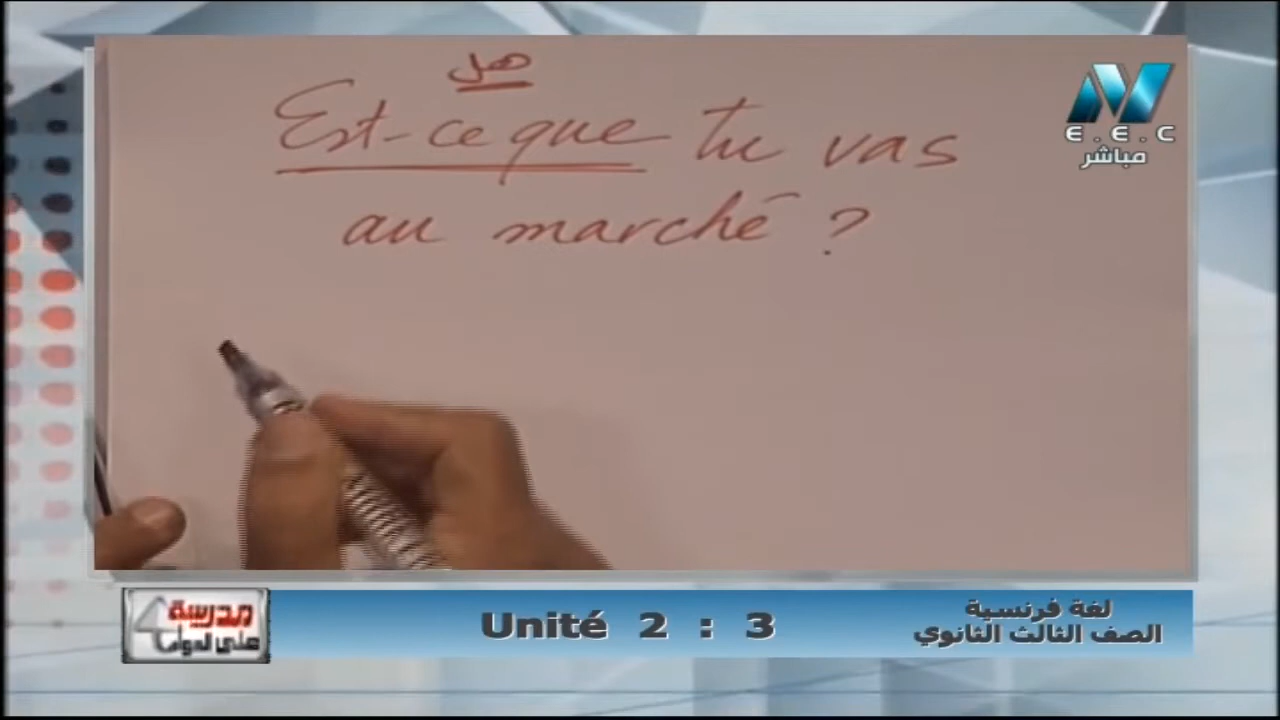 هل
Est-ce que tu vas
au marché ?
E.E.C
مباشر
مدرسة
على الهواء
Unité 2 : 3
لغة فرنسية
الصف الثالث الثانوي